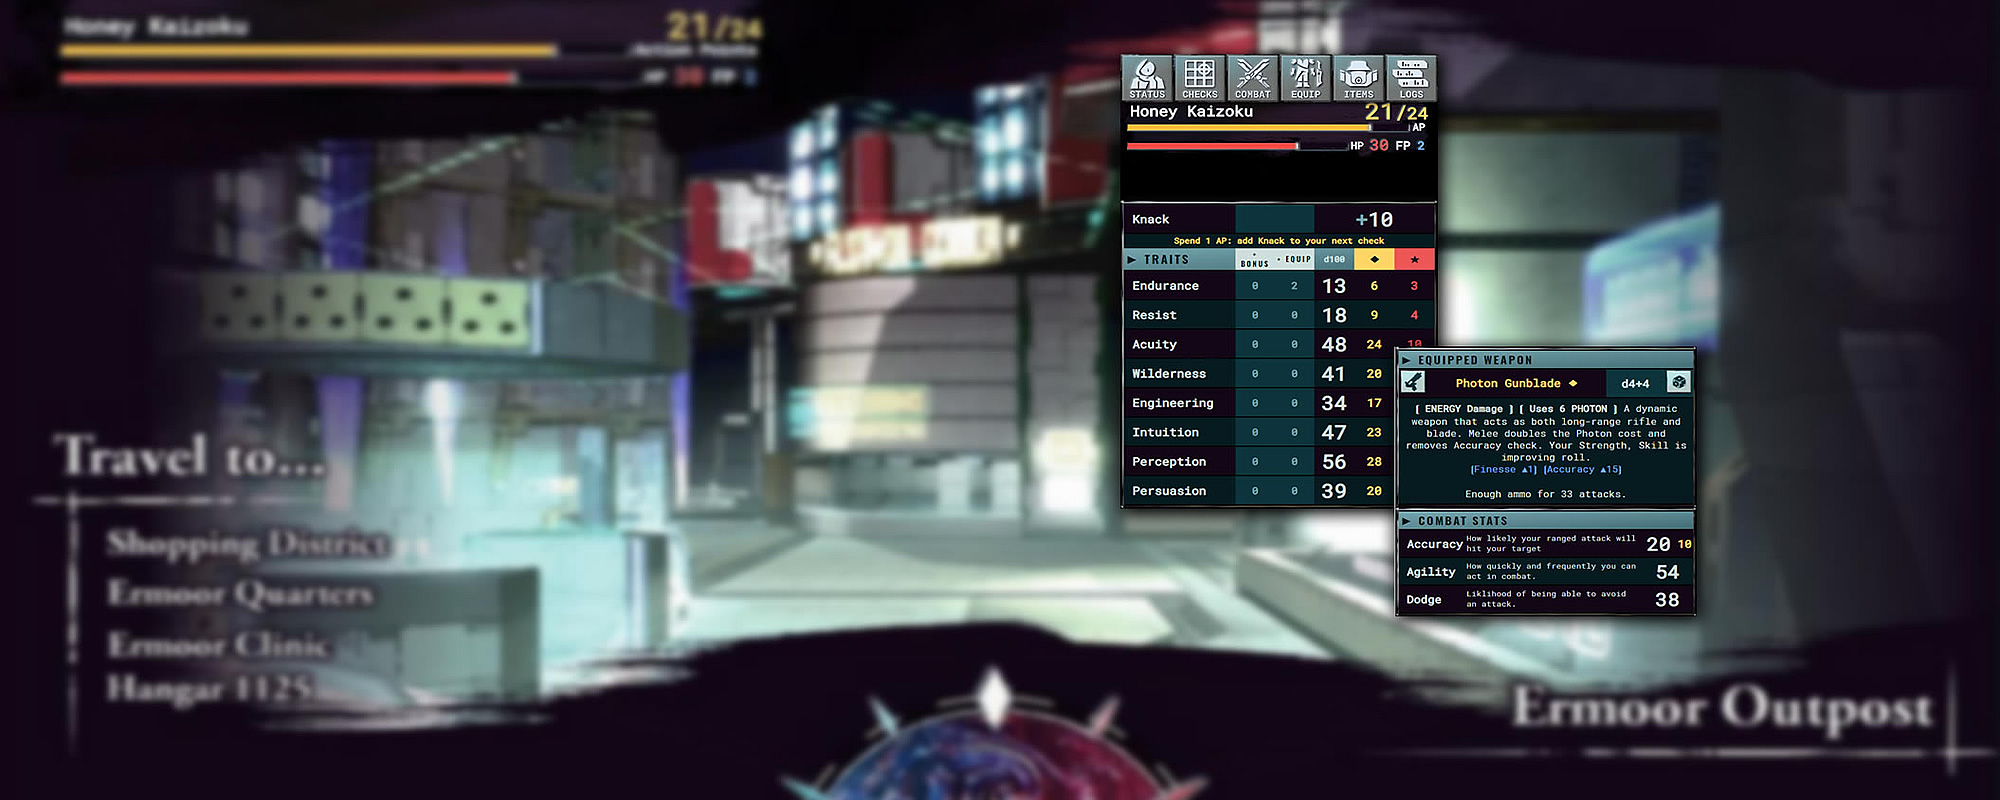 Honey Kaizoku
21/24
Action Points
HP 30 FP 2
STATUS CHECKS COMBAT EQUIP ITEMS LOGS
Honey Kaizoku 21/24
AP
HP 30 FP 2
Knack +10
Spend 1 AP: add Knack to your next check
► TRAITS + BONUS + EQUIP d100 ◆ ★
Endurance 0 2 13 6 3
Resist 0 0 18 9 4
Acuity 0 0 48 24 10
Wilderness 0 0 41 20
Engineering 0 0 34 17
Intuition 0 0 47 23
Perception 0 0 56 28
Persuasion 0 0 39 20
► EQUIPPED WEAPON
Photon Gunblade ◆ d4+4
[ ENERGY Damage ] [ Uses 6 PHOTON ] A dynamic
weapon that acts as both long-range rifle and
blade. Melee doubles the Photon cost and
removes Accuracy check. Your Strength, Skill is
improving roll.
[Finesse ▲1] [Accuracy ▲15]
Enough ammo for 33 attacks.
► COMBAT STATS
Accuracy How likely your ranged attack will
hit your target 20 10
Agility How quickly and frequently you can
act in combat. 54
Dodge Liklihood of being able to avoid
an attack. 38
Travel to...
Shopping District
Ermoor Quarters
Ermoor Clinic
Hangar 1125
Ermoor Outpost